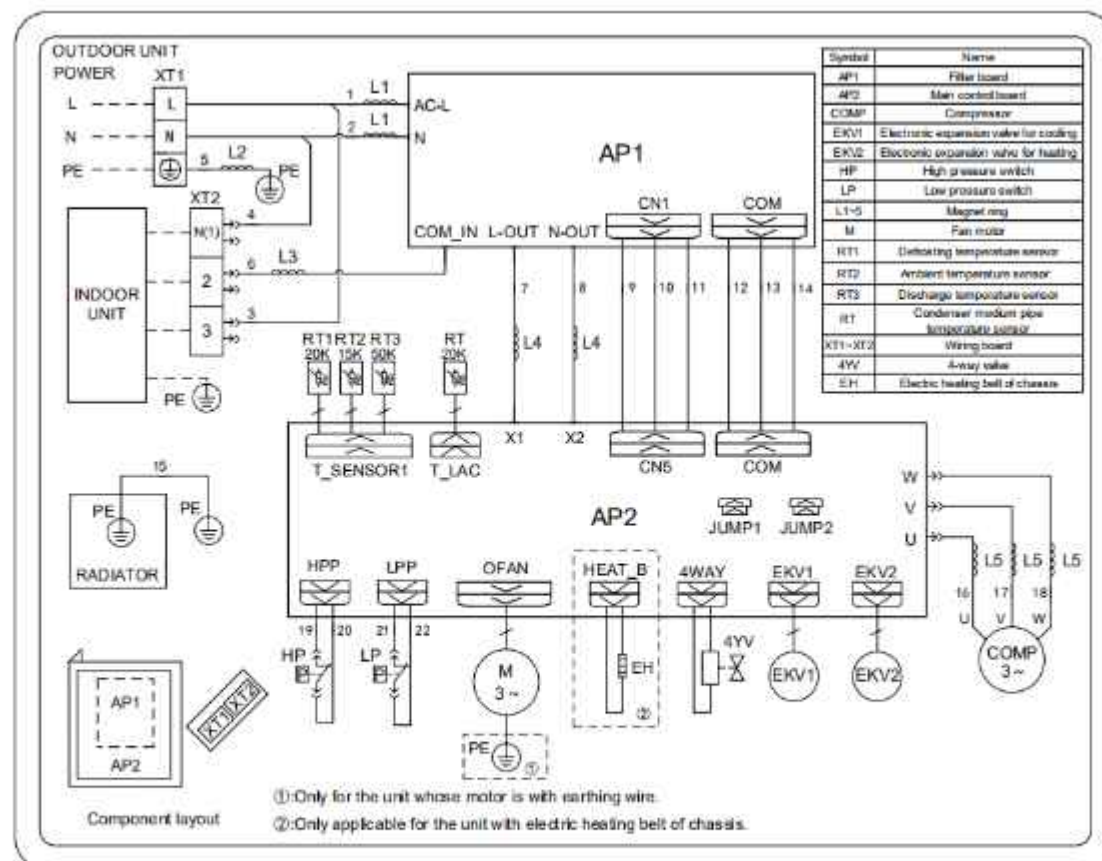 OUTDOOR UNIT
POWER
XT1
L
L
N
N
PE
5
L2
PE
1
L1
2
L1
AC-L
N
AP1
CN1
COM
COM_IN
L-OUT
N-OUT
XT2
N(1)
4
2
6
L3
3
3
INDOOR
UNIT
PE
7
8
9
10
11
12
13
14
L4
L4
RT1 RT2 RT3
20K 15K 50K
RT
20K
T_SENSOR1
T_LAC
X1
X2
CN5
COM
AP2
JUMP1
JUMP2
W
V
U
L5
L5
L5
16
17
18
U
V
W
COMP
3~
15
PE
PE
RADIATOR
HPP
LPP
OFAN
HEAT_B
4WAY
EKV1
EKV2
19
20
21
22
HP
LP
M
3~
PE
①
EH
②
4YV
EKV1
EKV2
AP1
AP2
XT1 XT2
Component layout
①:Only for the unit whose motor is with earthing wire.
②:Only applicable for the unit with electric heating belt of chassis.
Symbol Name
AP1 Filter board
AP2 Main control board
COMP Compressor
EKV1 Electronic expansion valve for cooling
EKV2 Electronic expansion valve for heating
HP High pressure switch
LP Low pressure switch
L1~5 Magnet ring
M Fan motor
RT1 Defrosting temperature sensor
RT2 Ambient temperature sensor
RT3 Discharge temperature sensor
RT Condenser medium pipe
temperature sensor
XT1~XT2 Wiring board
4YV 4-way valve
EH Electric heating belt of chassis